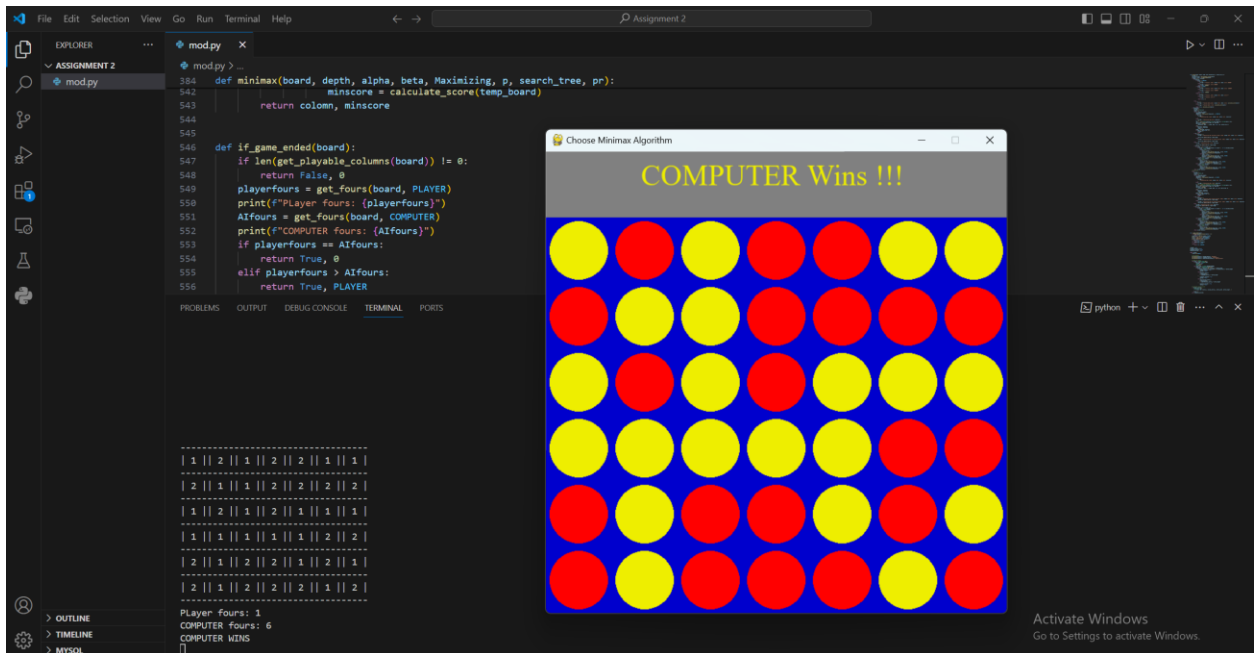 File Edit Selection View Go Run Terminal Help
Assignment 2
EXPLORER
ASSIGNMENT 2
mod.py
mod.py
mod.py > ...
384 def minimax(board, depth, alpha, beta, Maximizing, p, search_tree, pr):
542 minscore = calculate_score(temp_board)
543 return colomn, minscore
544
545
546 def if_game_ended(board):
547 if len(get_playable_columns(board)) != 0:
548 return False, 0
549 playerfours = get_fours(board, PLAYER)
550 print(f"PLayer fours: {playerfours}")
551 AIfours = get_fours(board, COMPUTER)
552 print(f"COMPUTER fours: {AIfours}")
553 if playerfours == AIfours:
554 return True, 0
555 elif playerfours > AIfours:
556 return True, PLAYER
PROBLEMS OUTPUT DEBUG CONSOLE TERMINAL PORTS
python
---------------------------------
| 1 || 2 || 1 || 2 || 2 || 1 || 1 |
---------------------------------
| 2 || 1 || 1 || 2 || 2 || 2 || 2 |
---------------------------------
| 1 || 2 || 1 || 2 || 1 || 1 || 1 |
---------------------------------
| 1 || 1 || 1 || 1 || 1 || 2 || 2 |
---------------------------------
| 2 || 1 || 2 || 2 || 1 || 2 || 1 |
---------------------------------
| 2 || 1 || 2 || 2 || 2 || 1 || 2 |
---------------------------------
PLayer fours: 1
COMPUTER fours: 6
COMPUTER WINS
Choose Minimax Algorithm
COMPUTER Wins !!!
OUTLINE
TIMELINE
MYSQL
Activate Windows
Go to Settings to activate Windows.